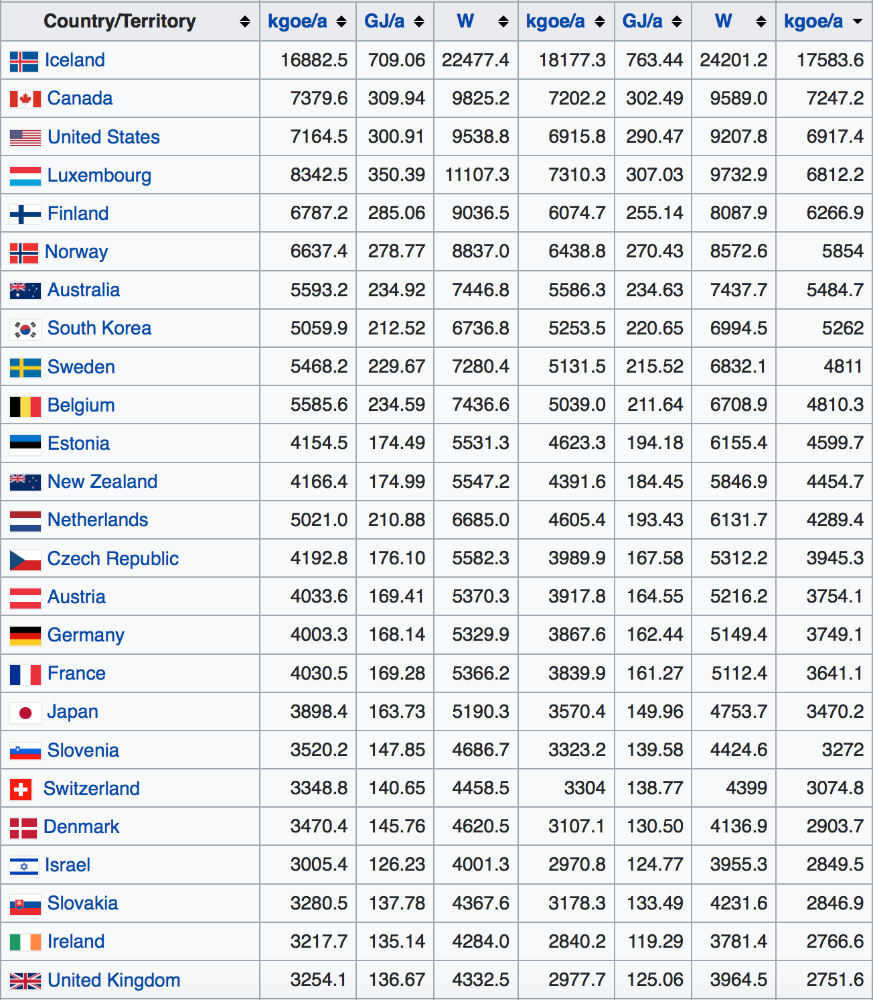 Country/Territory kgoe/a GJ/a W kgoe/a GJ/a W kgoe/a
Iceland 16882.5 709.06 22477.4 18177.3 763.44 24201.2 17583.6
Canada 7379.6 309.94 9825.2 7202.2 302.49 9589.0 7247.2
United States 7164.5 300.91 9538.8 6915.8 290.47 9207.8 6917.4
Luxembourg 8342.5 350.39 11107.3 7310.3 307.03 9732.9 6812.2
Finland 6787.2 285.06 9036.5 6074.7 255.14 8087.9 6266.9
Norway 6637.4 278.77 8837.0 6438.8 270.43 8572.6 5854
Australia 5593.2 234.92 7446.8 5586.3 234.63 7437.7 5484.7
South Korea 5059.9 212.52 6736.8 5253.5 220.65 6994.5 5262
Sweden 5468.2 229.67 7280.4 5131.5 215.52 6832.1 4811
Belgium 5585.6 234.59 7436.6 5039.0 211.64 6708.9 4810.3
Estonia 4154.5 174.49 5531.3 4623.3 194.18 6155.4 4599.7
New Zealand 4166.4 174.99 5547.2 4391.6 184.45 5846.9 4454.7
Netherlands 5021.0 210.88 6685.0 4605.4 193.43 6131.7 4289.4
Czech Republic 4192.8 176.10 5582.3 3989.9 167.58 5312.2 3945.3
Austria 4033.6 169.41 5370.3 3917.8 164.55 5216.2 3754.1
Germany 4003.3 168.14 5329.9 3867.6 162.44 5149.4 3749.1
France 4030.5 169.28 5366.2 3839.9 161.27 5112.4 3641.1
Japan 3898.4 163.73 5190.3 3570.4 149.96 4753.7 3470.2
Slovenia 3520.2 147.85 4686.7 3323.2 139.58 4424.6 3272
Switzerland 3348.8 140.65 4458.5 3304 138.77 4399 3074.8
Denmark 3470.4 145.76 4620.5 3107.1 130.50 4136.9 2903.7
Israel 3005.4 126.23 4001.3 2970.8 124.77 3955.3 2849.5
Slovakia 3280.5 137.78 4367.6 3178.3 133.49 4231.6 2846.9
Ireland 3217.7 135.14 4284.0 2840.2 119.29 3781.4 2766.6
United Kingdom 3254.1 136.67 4332.5 2977.7 125.06 3964.5 2751.6